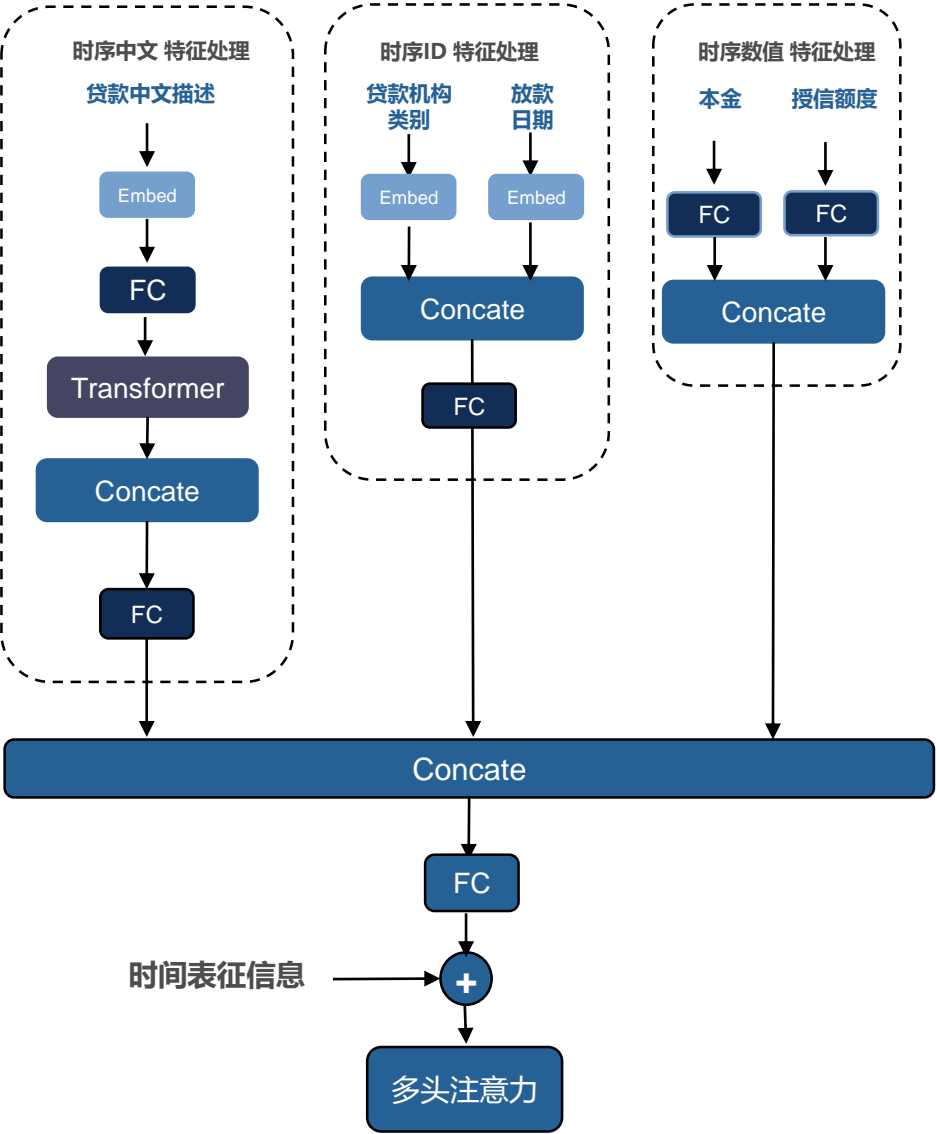 时序中文 特征处理
贷款中文描述
Embed
FC
Transformer
Concate
FC
时序ID 特征处理
贷款机构
类别
放款
日期
Embed
Embed
Concate
FC
时序数值 特征处理
本金
授信额度
FC
FC
Concate
Concate
FC
时间表征信息
+
多头注意力